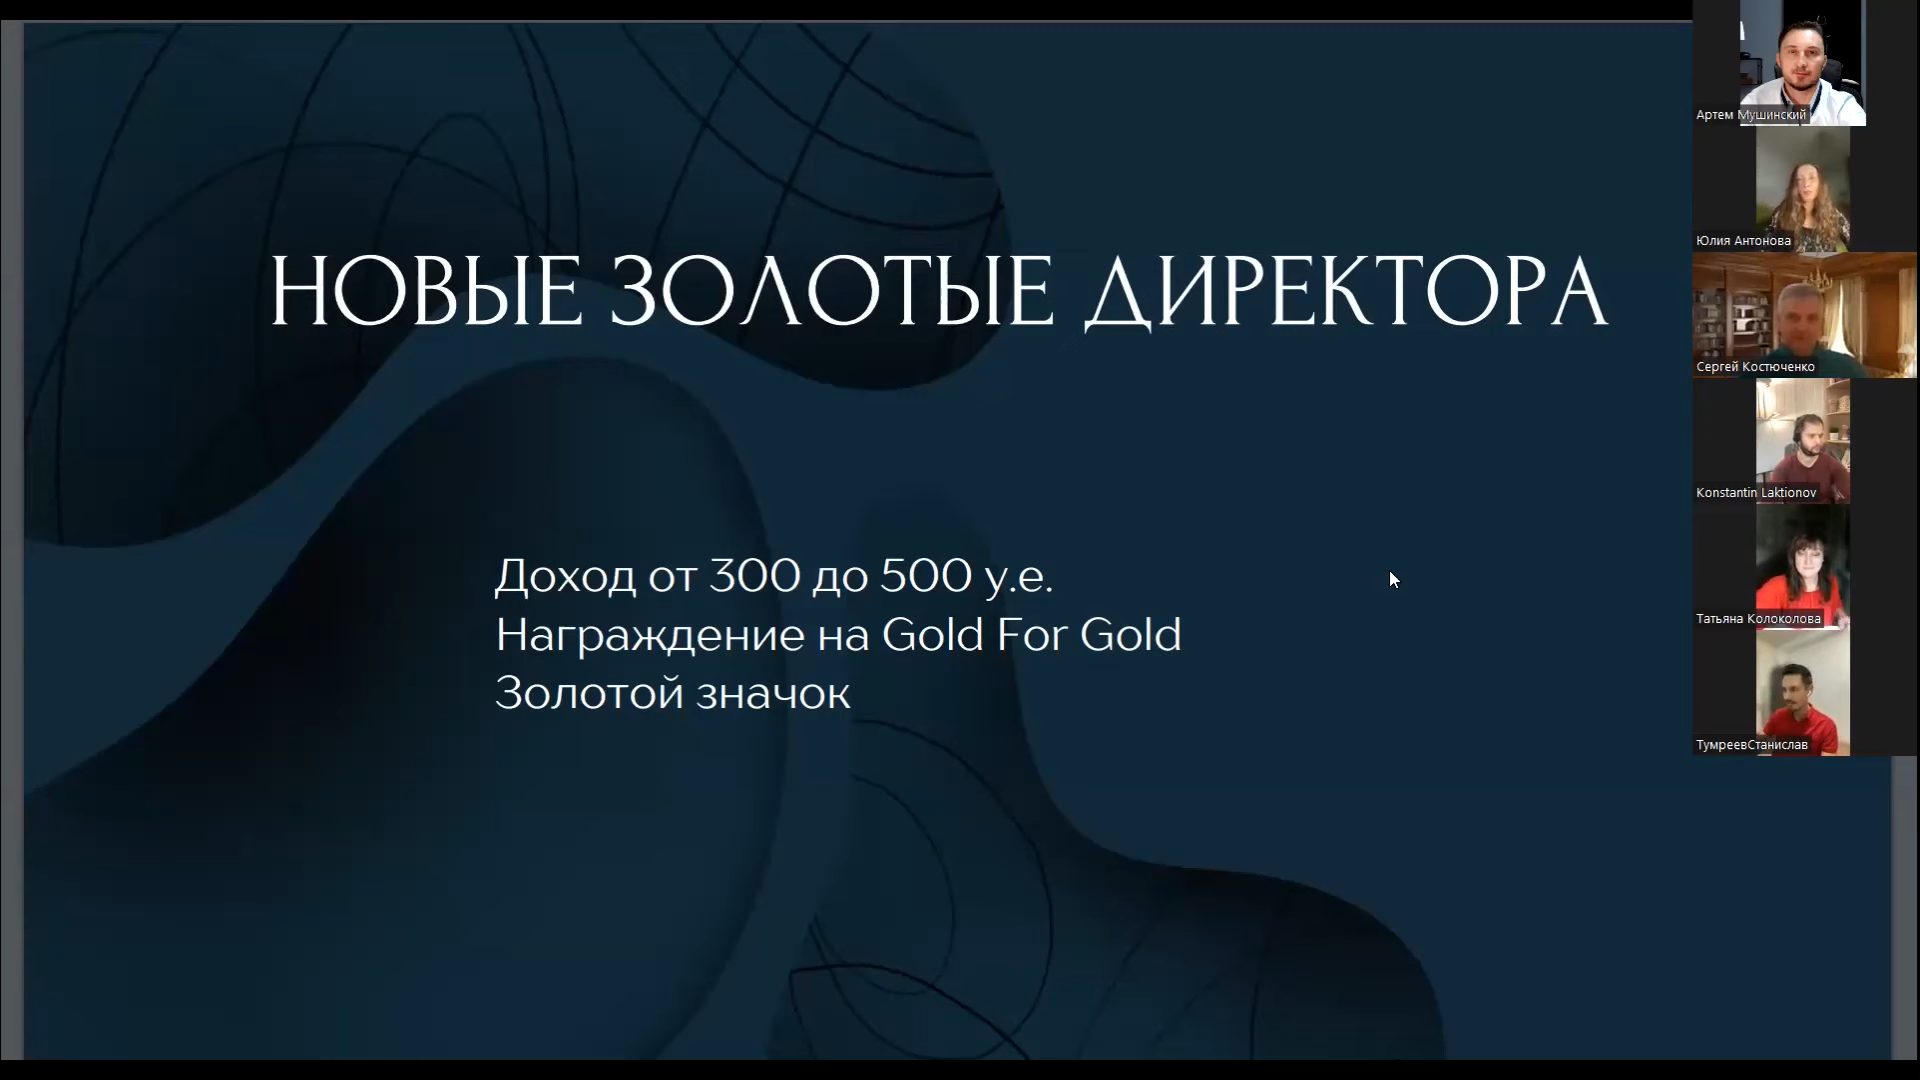 НОВЫЕ ЗОЛОТЫЕ ДИРЕКТОРА
Доход от 300 до 500 у.е.
Награждение на Gold For Gold
Золотой значок
Артем Мушинский
Юлия Антонова
Сергей Костюченко
Konstantin Laktionov
Татьяна Колоколова
ТумреевСтанислав